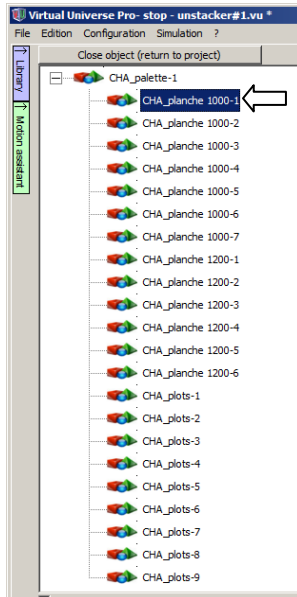 Virtual Universe Pro- stop - unstacker#1.vu *
File Edition Configuration Simulation ?
Close object (return to project)
Library
Motion assistant
CHA_palette-1
CHA_planche 1000-1
CHA_planche 1000-2
CHA_planche 1000-3
CHA_planche 1000-4
CHA_planche 1000-5
CHA_planche 1000-6
CHA_planche 1000-7
CHA_planche 1200-1
CHA_planche 1200-2
CHA_planche 1200-3
CHA_planche 1200-4
CHA_planche 1200-5
CHA_planche 1200-6
CHA_plots-1
CHA_plots-2
CHA_plots-3
CHA_plots-4
CHA_plots-5
CHA_plots-6
CHA_plots-7
CHA_plots-8
CHA_plots-9